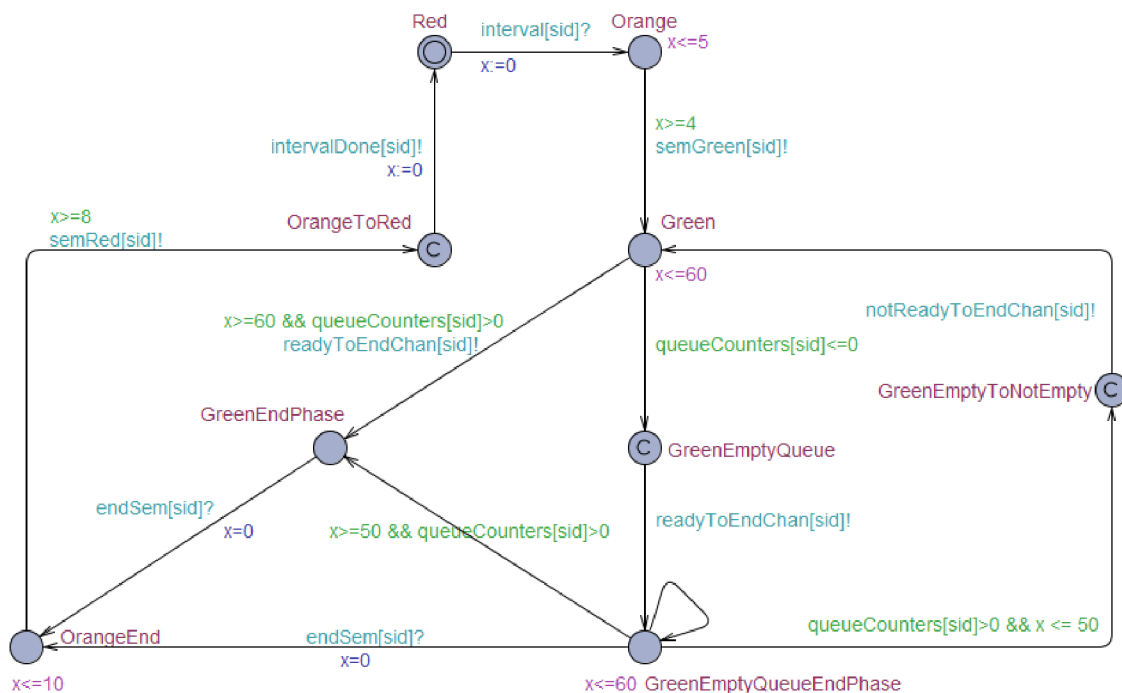 Red
interval[sid]?
Orange
x<=5
x:=0
x>=4
intervalDone[sid]!
semGreen[sid]!
x:=0
x>=8
OrangeToRed
Green
semRed[sid]!
C
x<=60
notReadyToEndChan[sid]!
x>=60 && queueCounters[sid]>0
readyToEndChan[sid]!
queueCounters[sid]<=0
GreenEmptyToNotEmpty
C
GreenEndPhase
C
GreenEmptyQueue
endSem[sid]?
readyToEndChan[sid]!
x=0
x>=50 && queueCounters[sid]>0
OrangeEnd
endSem[sid]?
queueCounters[sid]>0 && x <= 50
x=0
x<=10
x<=60
GreenEmptyQueueEndPhase